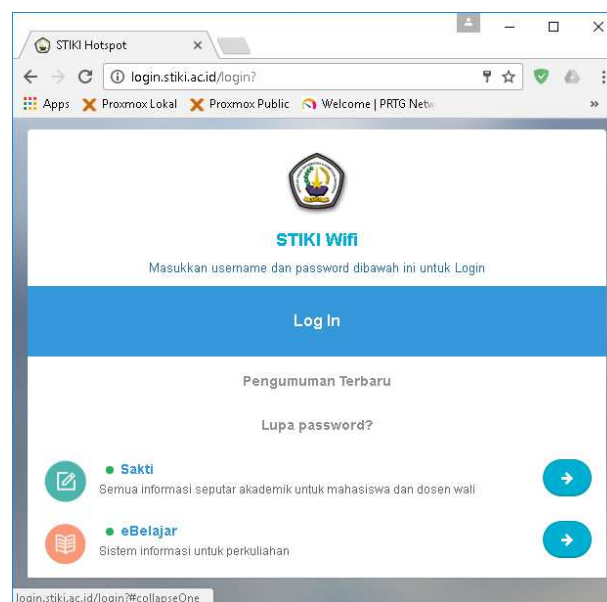 STIKI Hotspot
login.stiki.ac.id/login?
Apps Proxmox Lokal Proxmox Public Welcome | PRTG Netw »
STIKI Wifi
Masukkan username dan password dibawah ini untuk Login
Log In
Pengumuman Terbaru
Lupa password?
Sakti
Semua informasi seputar akademik untuk mahasiswa dan dosen wali
eBelajar
Sistem informasi untuk perkuliahan
login.stiki.ac.id/login?#collapseOne